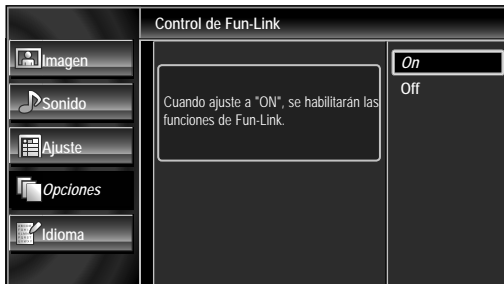 Control de Fun-Link
Imagen
Sonido
Ajuste
Opciones
Idioma
Cuando ajuste a "ON", se habilitarán las
funciones de Fun-Link.
On
Off